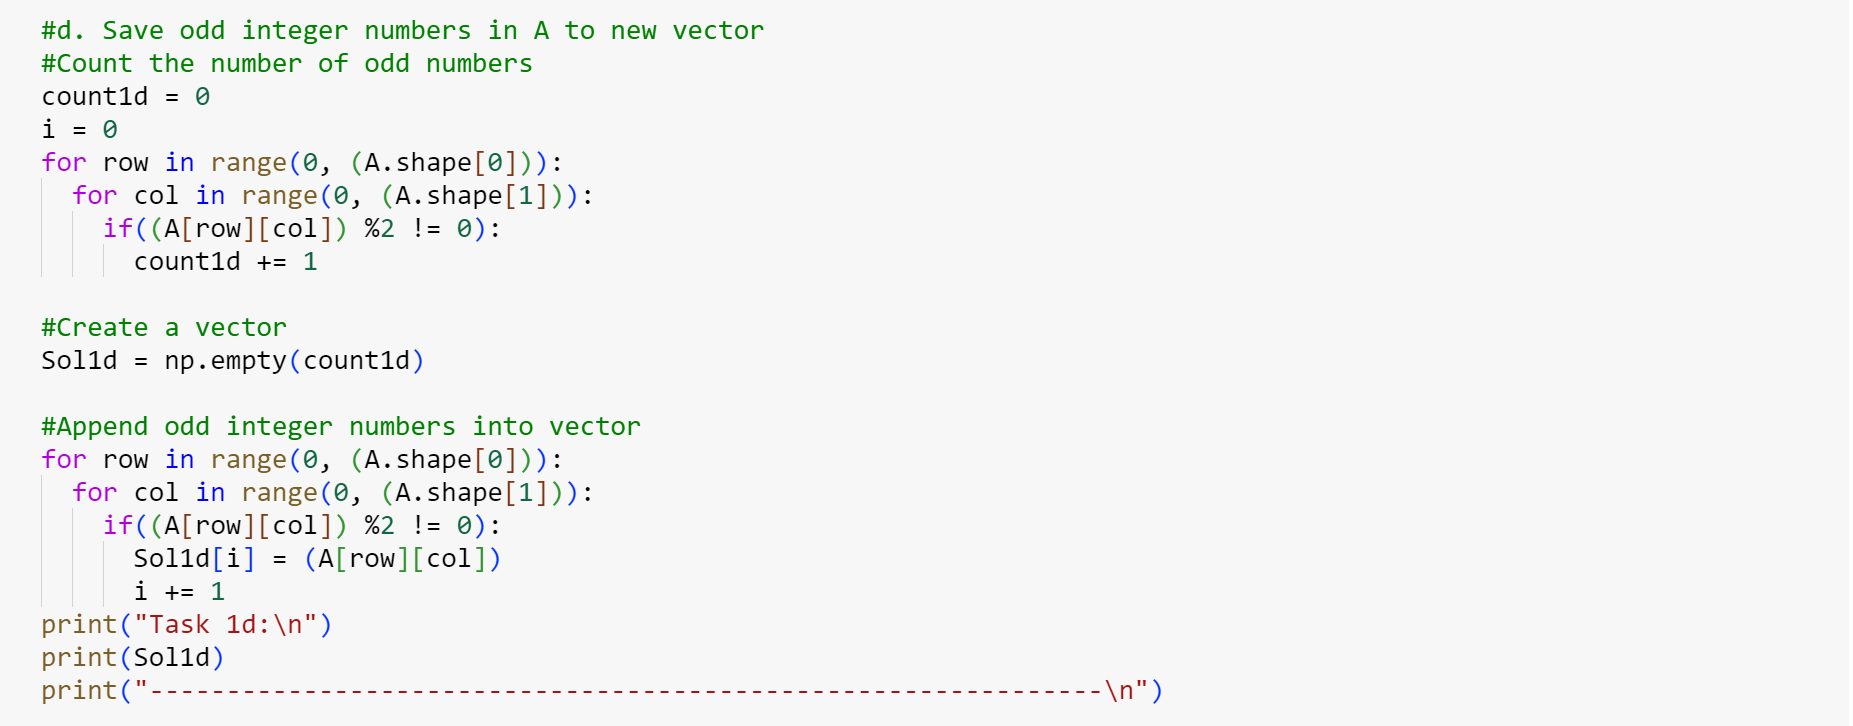 #d. Save odd integer numbers in A to new vector
#Count the number of odd numbers
count1d = 0
i = 0
for row in range(0, (A.shape[0])):
  for col in range(0, (A.shape[1])):
    if((A[row][col]) %2 != 0):
      count1d += 1

#Create a vector
Sol1d = np.empty(count1d)

#Append odd integer numbers into vector
for row in range(0, (A.shape[0])):
  for col in range(0, (A.shape[1])):
    if((A[row][col]) %2 != 0):
      Sol1d[i] = (A[row][col])
      i += 1
print("Task 1d:\n")
print(Sol1d)
print("--------------------------------------------------------------\n")